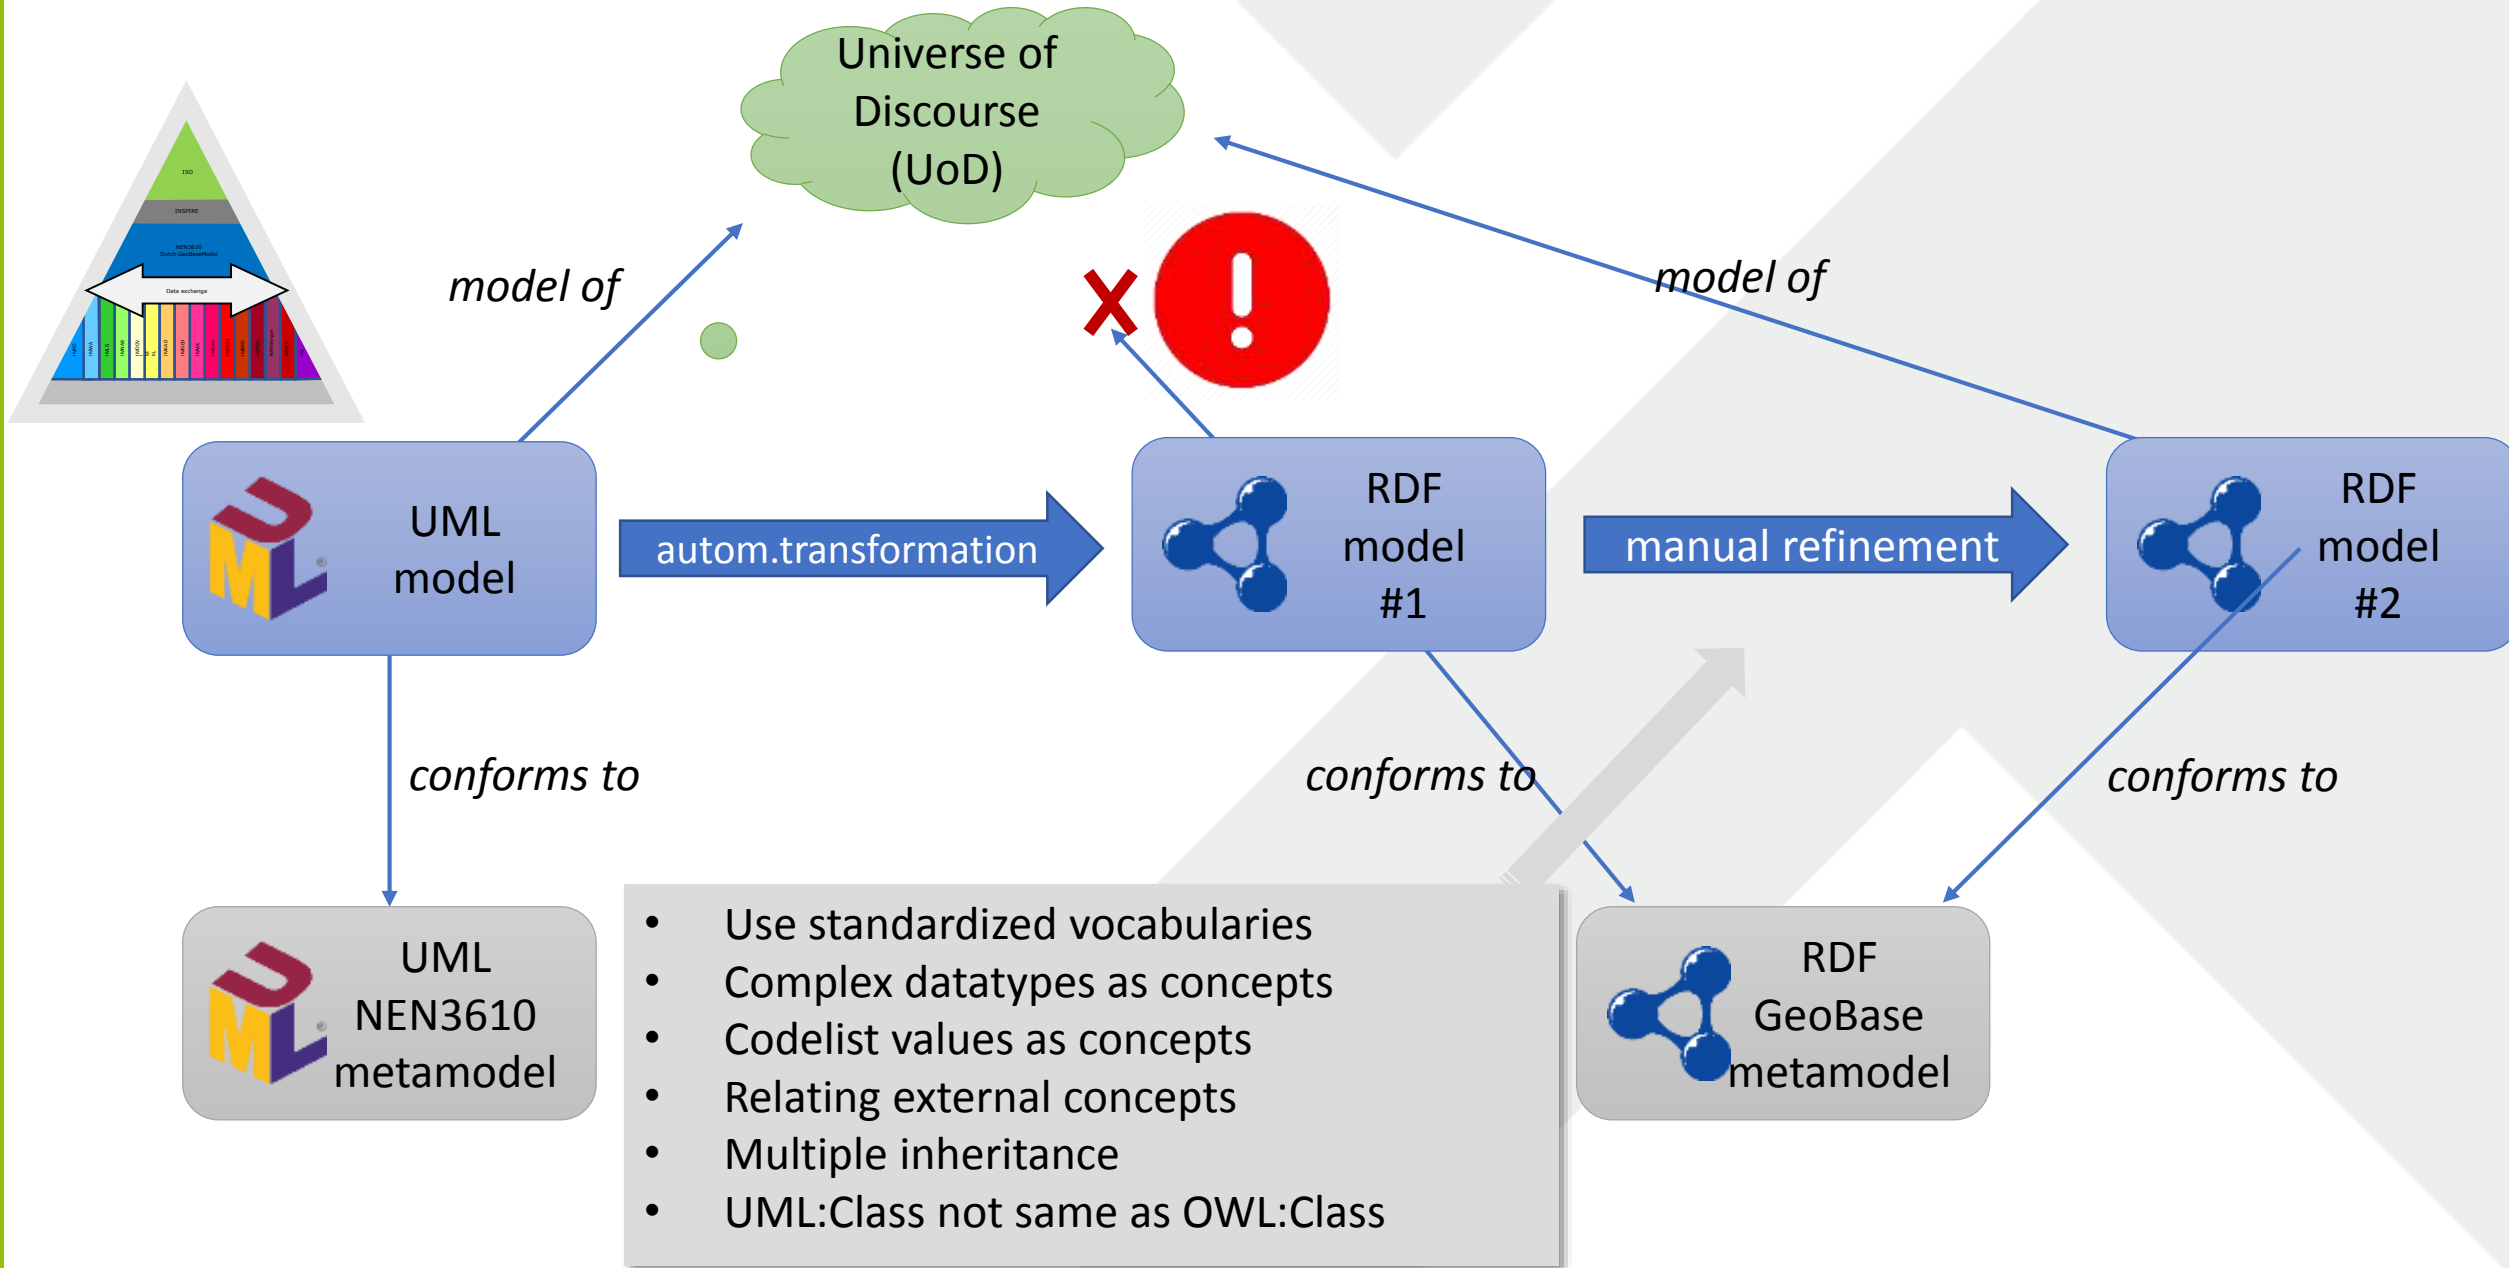 Universe of
Discourse
(UoD)
ISO
INSPIRE
NEN3610
Dutch GeoBaseModel
Data exchange
model of
model of
UML
model
autom.transformation
RDF
model
#1
manual refinement
RDF
model
#2
conforms to
conforms to
conforms to
UML
NEN3610
metamodel
• Use standardized vocabularies
• Complex datatypes as concepts
• Codelist values as concepts
• Relating external concepts
• Multiple inheritance
• UML:Class not same as OWL:Class
RDF
GeoBase
metamodel